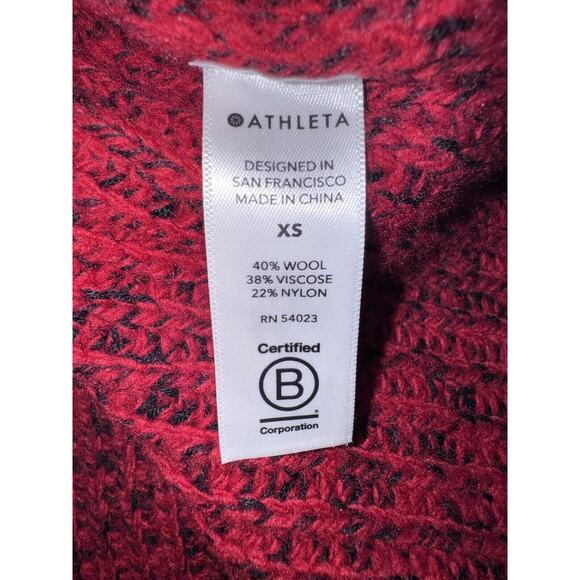 ATHLETA
DESIGNED IN
SAN FRANCISCO
MADE IN CHINA
XS
40% WOOL
38% VISCOSE
22% NYLON
RN 54023
Certified
B
Corporation